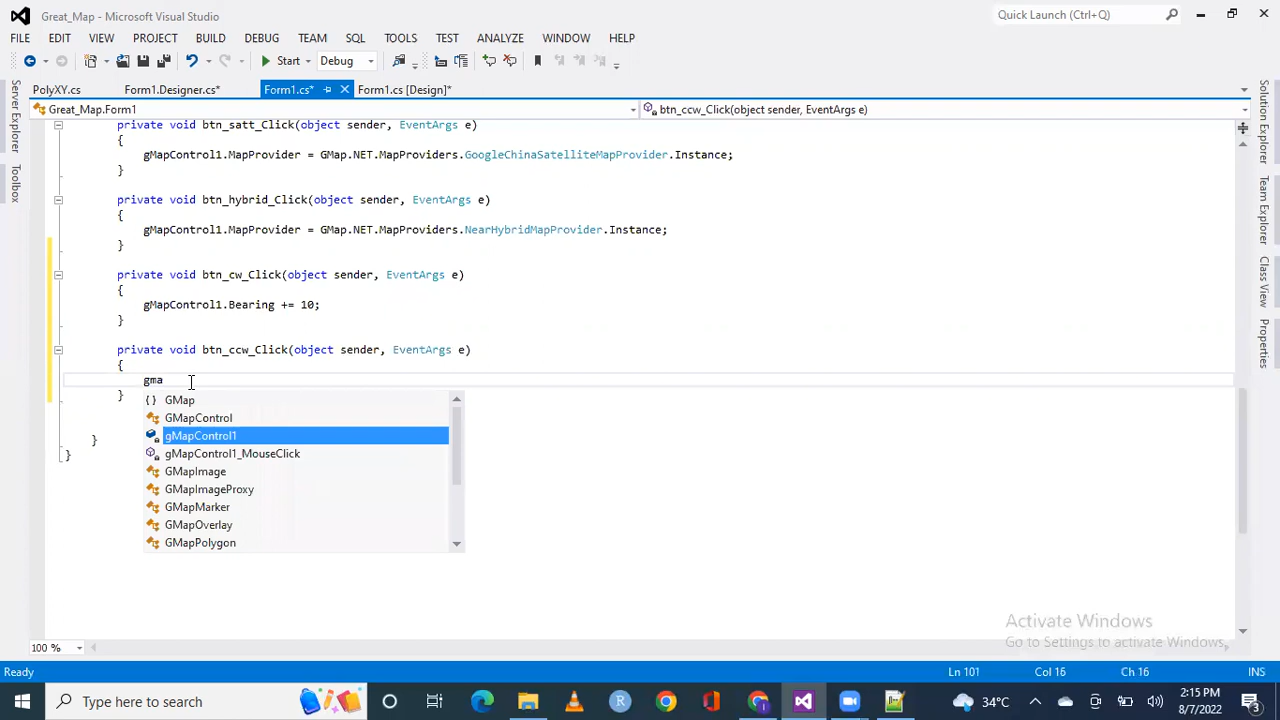 Great_Map - Microsoft Visual Studio
Quick Launch (Ctrl+Q)
FILE EDIT VIEW PROJECT BUILD DEBUG TEAM SQL TOOLS TEST ANALYZE WINDOW HELP
Start Debug
PolyXY.cs Form1.Designer.cs* Form1.cs* Form1.cs [Design]*
Great_Map.Form1 btn_ccw_Click(object sender, EventArgs e)
Server Explorer
Toolbox
private void btn_satt_Click(object sender, EventArgs e)
{
gMapControl1.MapProvider = GMap.NET.MapProviders.GoogleChinaSatelliteMapProvider.Instance;
}
private void btn_hybrid_Click(object sender, EventArgs e)
{
gMapControl1.MapProvider = GMap.NET.MapProviders.NearHybridMapProvider.Instance;
}
private void btn_cw_Click(object sender, EventArgs e)
{
gMapControl1.Bearing += 10;
}
private void btn_ccw_Click(object sender, EventArgs e)
{
gma
}
{ } GMap
GMapControl
gMapControl1
gMapControl1_MouseClick
GMapImage
GMapImageProxy
GMapMarker
GMapOverlay
GMapPolygon
}
}
Solution Explorer
Team Explorer
Class View
Properties
Activate Windows
Go to Settings to activate Windows.
100 %
Ready Ln 101 Col 16 Ch 16 INS
Type here to search
R
34°C
2:15 PM
8/7/2022
3